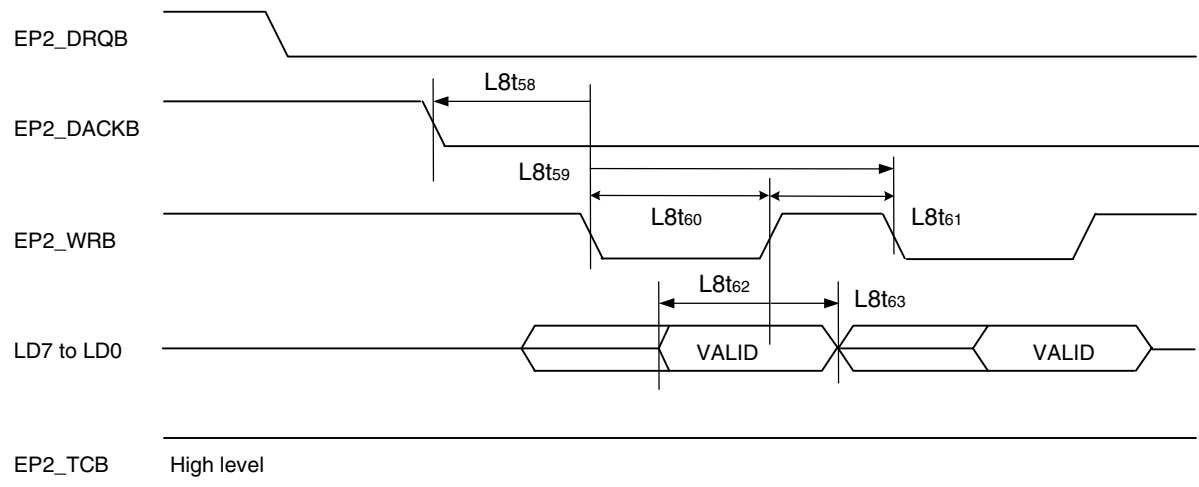 EP2_DRQB
L8t58
EP2_DACKB
L8t59
L8t60
L8t61
EP2_WRB
L8t62
L8t63
LD7 to LD0
VALID
VALID
EP2_TCB
High level